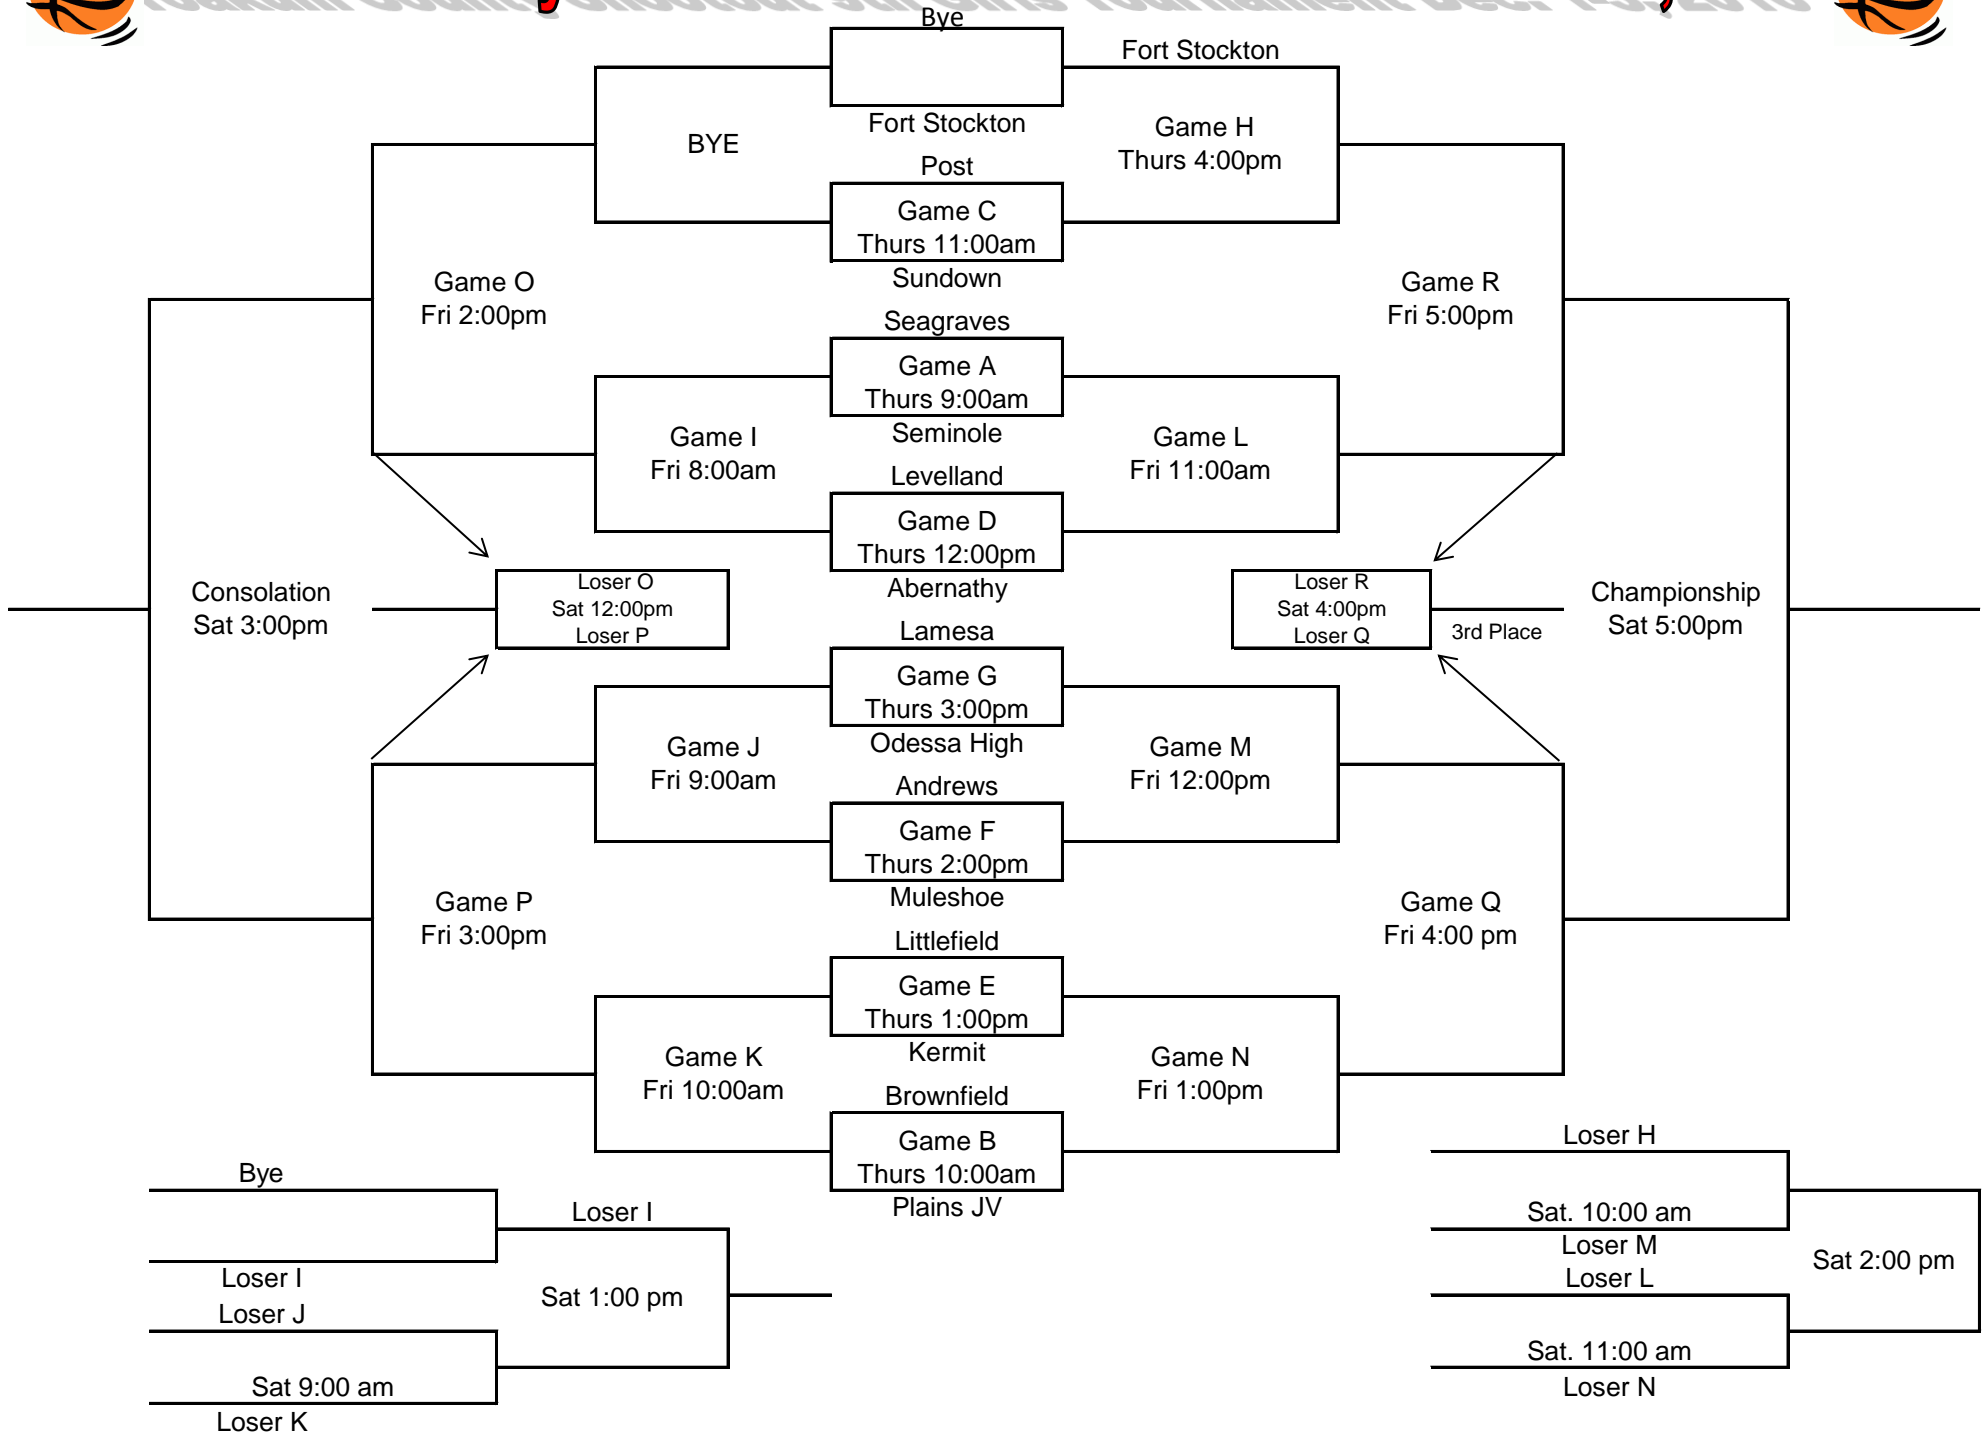 Bye
Fort Stockton
Fort Stockton
BYE
Game H
Thurs 4:00pm
Post
Game C
Thurs 11:00am
Sundown
Game O
Fri 2:00pm
Game R
Fri 5:00pm
Seagraves
Game A
Thurs 9:00am
Seminole
Game I
Fri 8:00am
Game L
Fri 11:00am
Levelland
Game D
Thurs 12:00pm
Abernathy
Consolation
Sat 3:00pm
Loser O
Sat 12:00pm
Loser P
Loser R
Sat 4:00pm
Loser Q
3rd Place
Championship
Sat 5:00pm
Lamesa
Game G
Thurs 3:00pm
Odessa High
Game J
Fri 9:00am
Game M
Fri 12:00pm
Andrews
Game F
Thurs 2:00pm
Muleshoe
Game P
Fri 3:00pm
Game Q
Fri 4:00 pm
Littlefield
Game E
Thurs 1:00pm
Kermit
Game K
Fri 10:00am
Game N
Fri 1:00pm
Brownfield
Game B
Thurs 10:00am
Plains JV
Bye
Loser I
Loser I
Loser J
Sat 1:00 pm
Sat 9:00 am
Loser K
Loser H
Sat. 10:00 am
Loser M
Loser L
Sat 2:00 pm
Sat. 11:00 am
Loser N